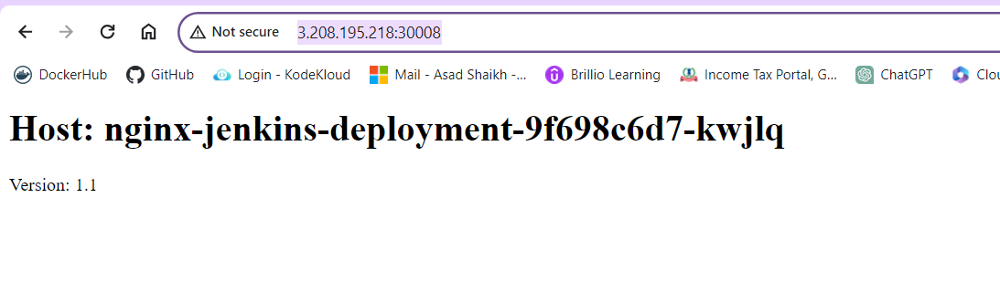 Not secure 3.208.195.218:30008
DockerHub GitHub Login - KodeKloud Mail - Asad Shaikh -... Brillio Learning Income Tax Portal, G... ChatGPT Clou
Host: nginx-jenkins-deployment-9f698c6d7-kwjlq
Version: 1.1